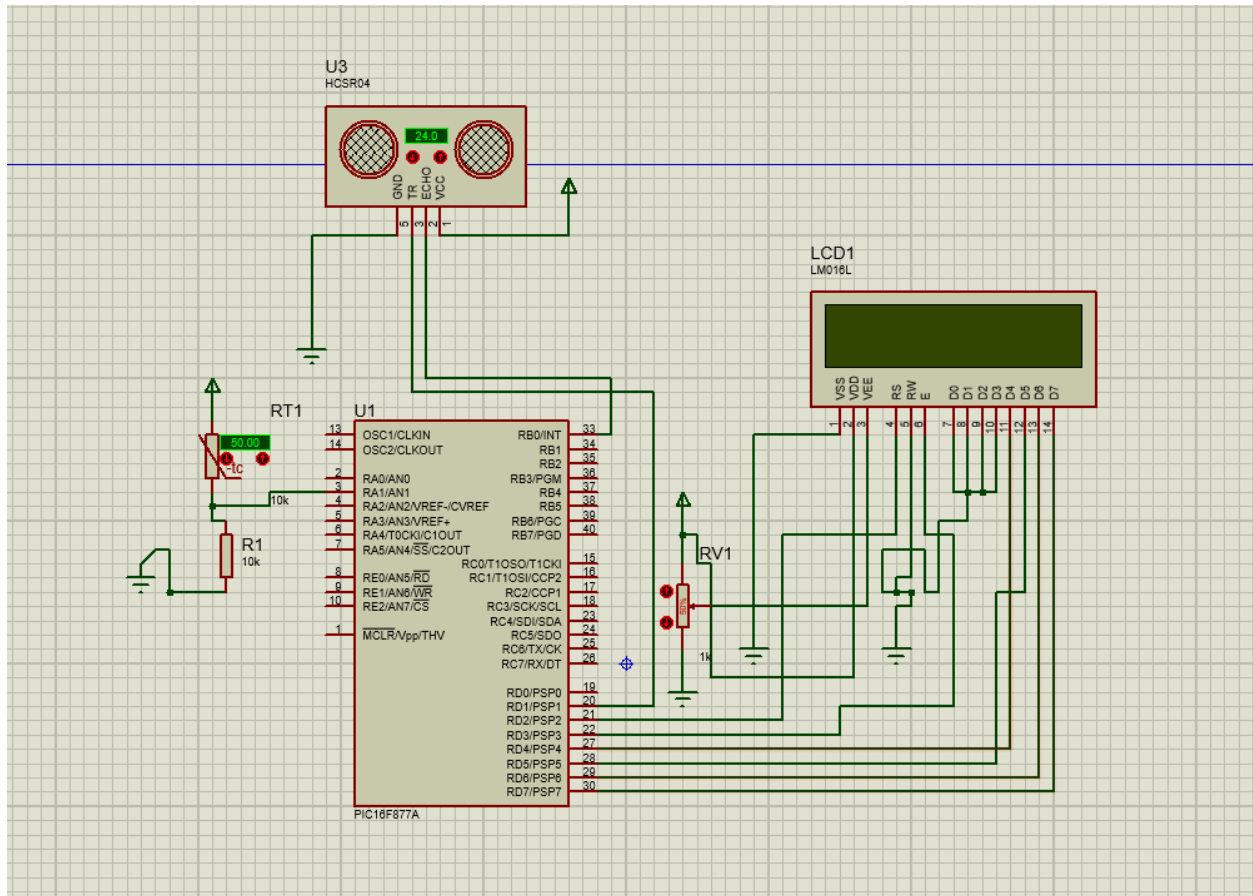 U3
HCSR04
24.0
GND
TR
ECHO
VCC
5
3
2
1
LCD1
LM016L
VSS
VDD
VEE
RS
RW
E
D0
D1
D2
D3
D4
D5
D6
D7
1
2
3
4
5
6
7
8
9
10
11
12
13
14
RT1
50.00
-tc
10k
R1
10k
U1
13 OSC1/CLKIN
14 OSC2/CLKOUT
2 RA0/AN0
3 RA1/AN1
4 RA2/AN2/VREF-/CVREF
5 RA3/AN3/VREF+
6 RA4/T0CKI/C1OUT
7 RA5/AN4/SS/C2OUT
8 RE0/AN5/RD
9 RE1/AN6/WR
10 RE2/AN7/CS
1 MCLR/Vpp/THV
RB0/INT 33
RB1 34
RB2 35
RB3/PGM 36
RB4 37
RB5 38
RB6/PGC 39
RB7/PGD 40
RC0/T1OSO/T1CKI 15
RC1/T1OSI/CCP2 16
RC2/CCP1 17
RC3/SCK/SCL 18
RC4/SDI/SDA 23
RC5/SDO 24
RC6/TX/CK 25
RC7/RX/DT 26
RD0/PSP0 19
RD1/PSP1 20
RD2/PSP2 21
RD3/PSP3 22
RD4/PSP4 27
RD5/PSP5 28
RD6/PSP6 29
RD7/PSP7 30
PIC16F877A
RV1
50%
1k